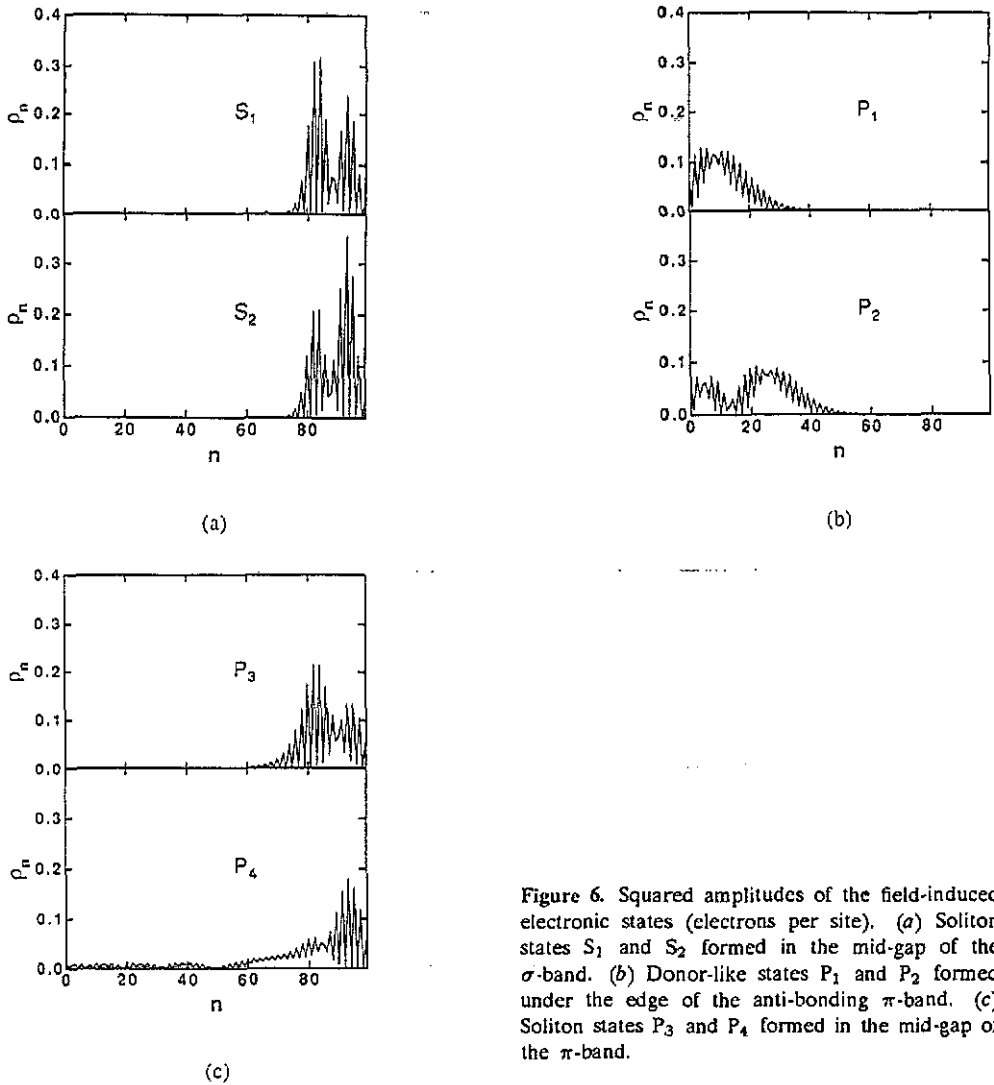 0.4
0.3
ρn 0.2
0.1
0.0
S1
0.3
ρn 0.2
0.1
0.0
S2
0 20 40 60 80
n
(a)
0.4
0.3
ρn 0.2
0.1
0.0
P1
0.3
ρn 0.2
0.1
0.0
P2
0 20 40 60 80
n
(b)
0.4
0.3
ρn 0.2
0.1
0.0
P3
0.3
ρn 0.2
0.1
0.0
P4
0 20 40 60 80
n
(c)
Figure 6. Squared amplitudes of the field-induced
electronic states (electrons per site). (a) Soliton
states S1 and S2 formed in the mid-gap of the
σ-band. (b) Donor-like states P1 and P2 formed
under the edge of the anti-bonding π-band. (c)
Soliton states P3 and P4 formed in the mid-gap of
the π-band.